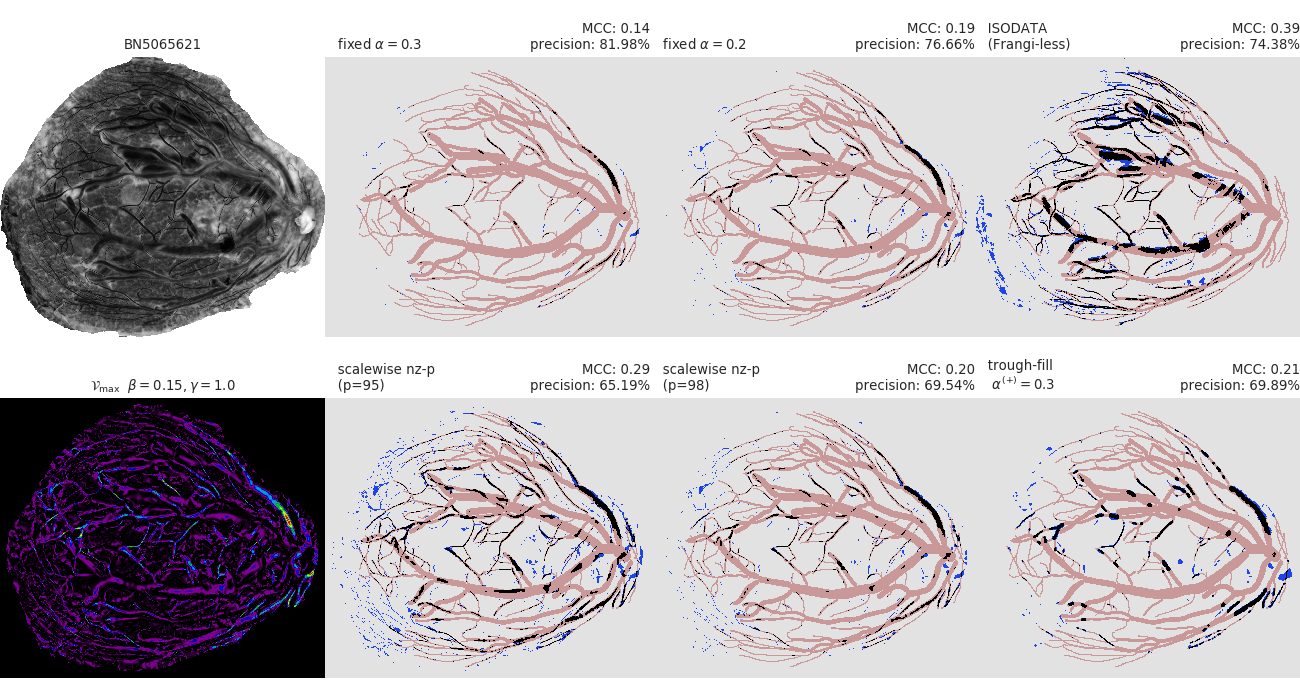 BN5065621
fixed α = 0.3
MCC: 0.14
precision: 81.98%
fixed α = 0.2
MCC: 0.19
precision: 76.66%
ISODATA
(Frangi-less)
MCC: 0.39
precision: 74.38%
𝒱max β = 0.15, γ = 1.0
scalewise nz-p
(p=95)
MCC: 0.29
precision: 65.19%
scalewise nz-p
(p=98)
MCC: 0.20
precision: 69.54%
trough-fill
α(+) = 0.3
MCC: 0.21
precision: 69.89%